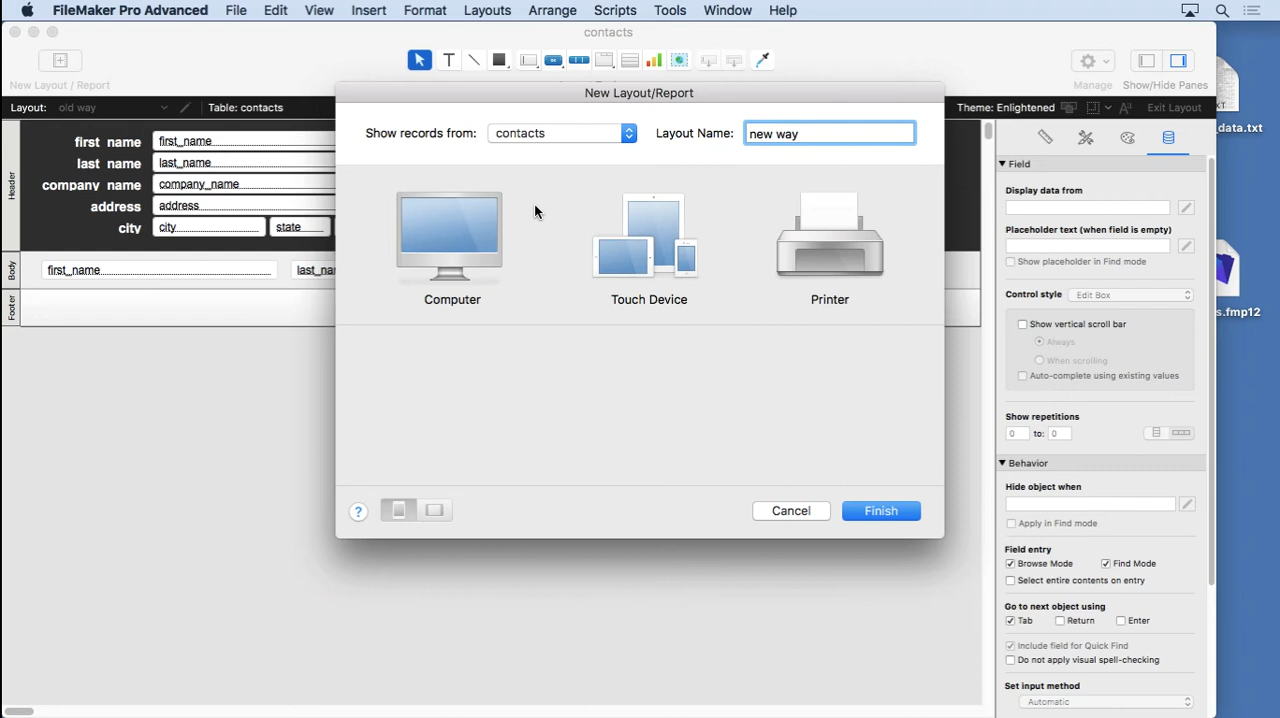 FileMaker Pro Advanced File Edit View Insert Format Layouts Arrange Scripts Tools Window Help
contacts
New Layout / Report
Manage
Show/Hide Panes
Layout: old way
Table: contacts
Theme: Enlightened
Exit Layout
Header
first name first_name
last name last_name
company name company_name
address address
city city state
Body
first_name last_na
Footer
New Layout/Report
Show records from: contacts
Layout Name: new way
Computer
Touch Device
Printer
?
Cancel
Finish
Field
Display data from
Placeholder text (when field is empty)
Show placeholder in Find mode
Control style Edit Box
Show vertical scroll bar
Always
When scrolling
Auto-complete using existing values
Show repetitions
0 to: 0
Behavior
Hide object when
Apply in Find mode
Field entry
Browse Mode Find Mode
Select entire contents on entry
Go to next object using
Tab Return Enter
Include field for Quick Find
Do not apply visual spell-checking
Set input method
Automatic
_data.txt
s.fmp12